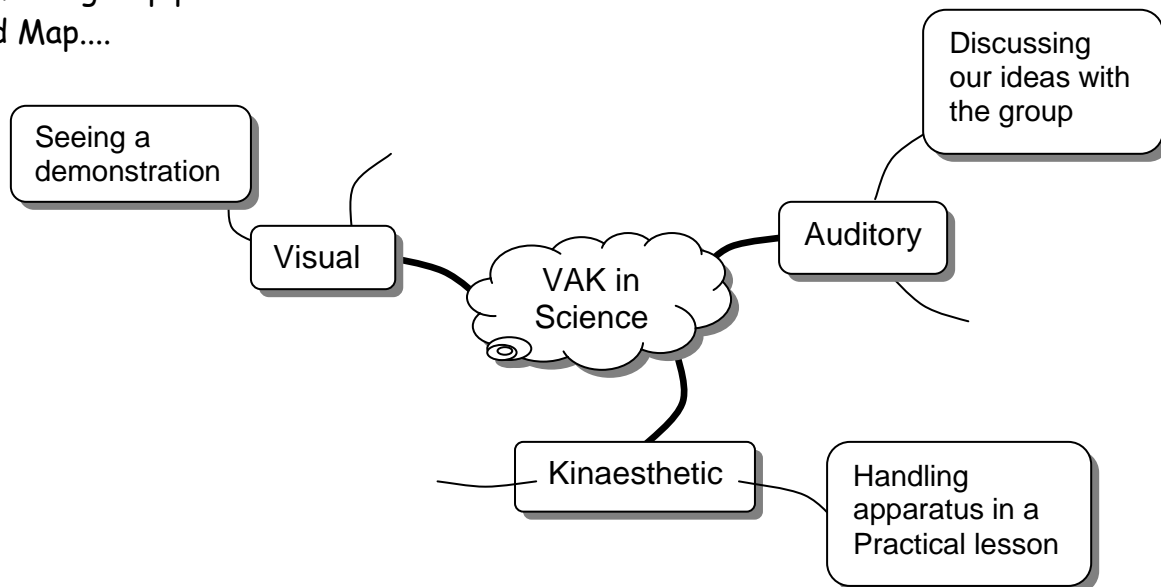 Map....
Discussing
our ideas with
the group
Seeing a
demonstration
Visual
Auditory
VAK in
Science
Kinaesthetic
Handling
apparatus in a
Practical lesson